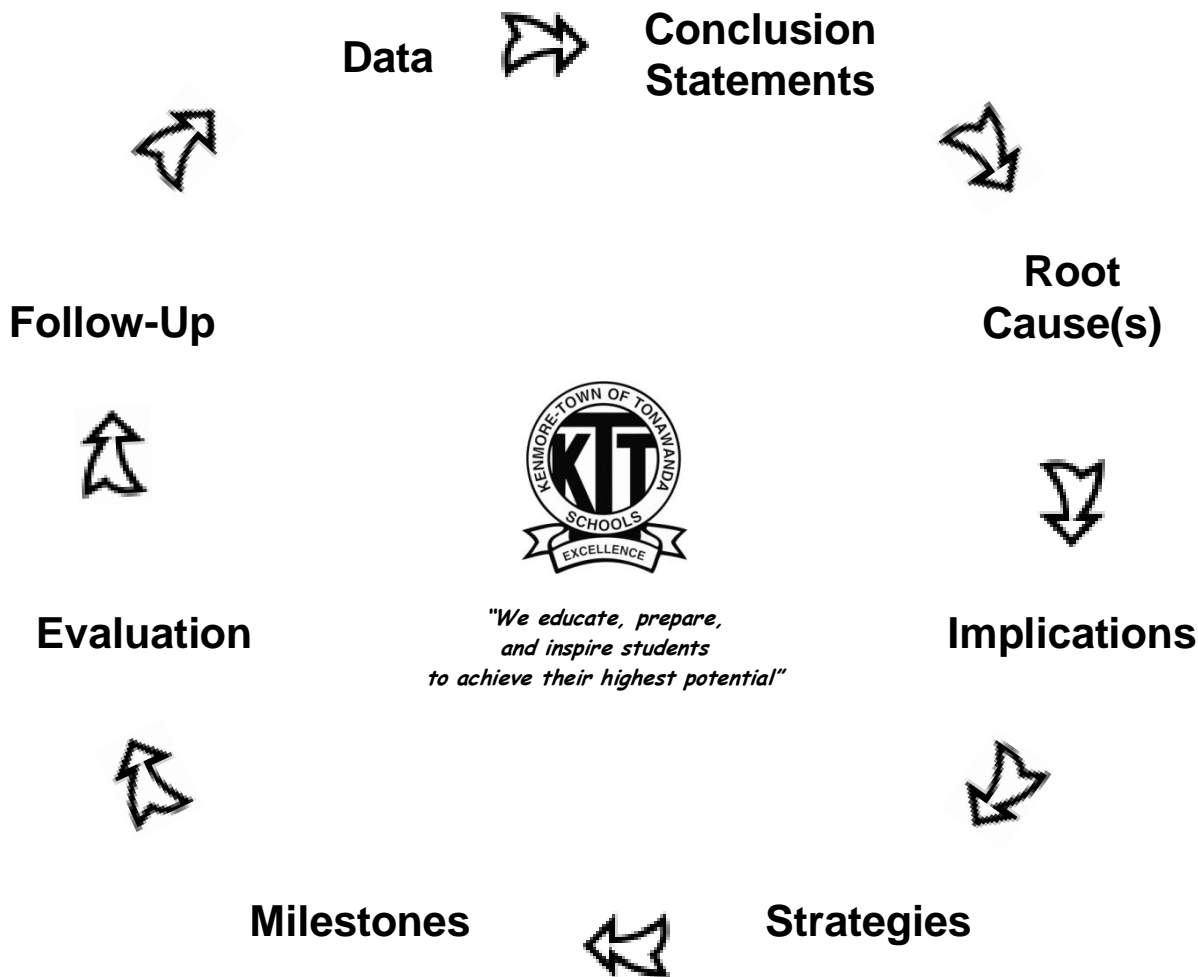 Data
Conclusion
Statements
Root
Cause(s)
Implications
Strategies
Milestones
Evaluation
Follow-Up
KENMORE-TOWN OF TONAWANDA
KTT
SCHOOLS
EXCELLENCE
"We educate, prepare,
and inspire students
to achieve their highest potential"